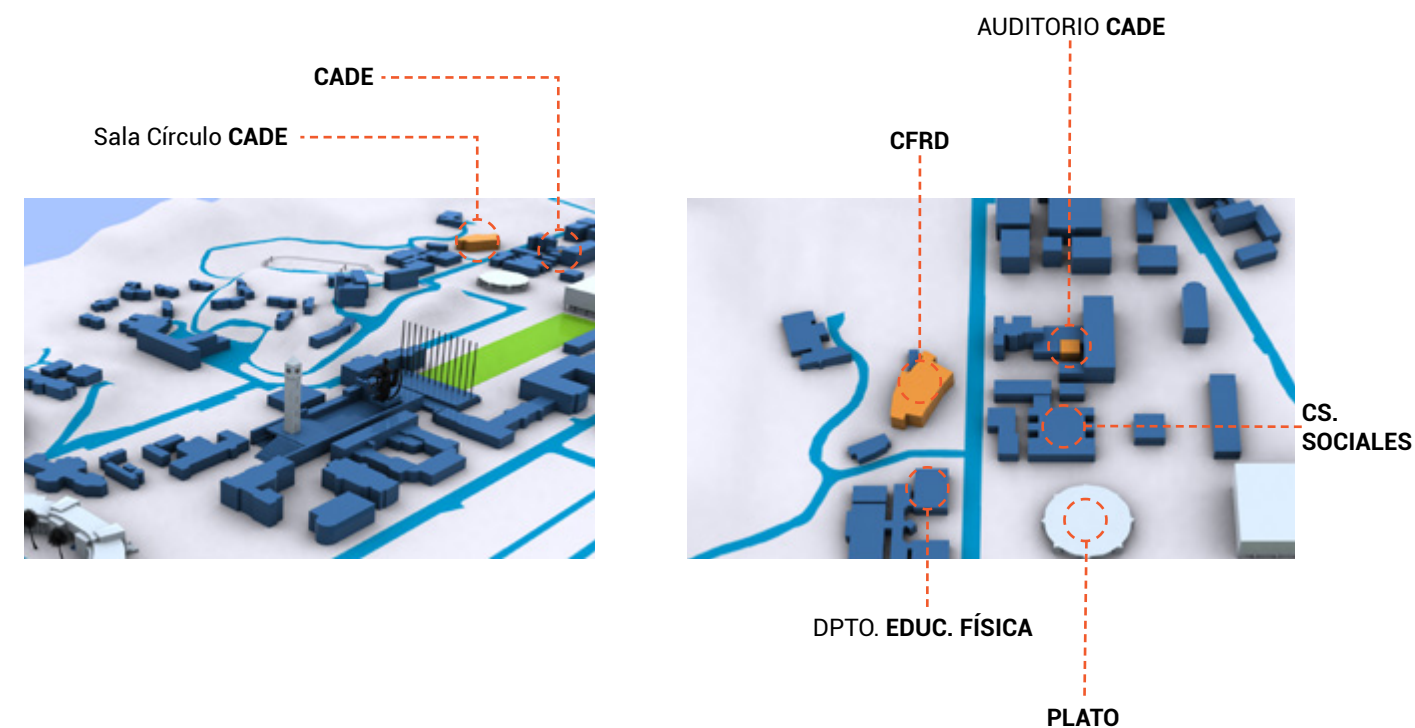 AUDITORIO CADE
CADE
Sala Círculo CADE
CFRD
CS.
SOCIALES
DPTO. EDUC. FÍSICA
PLATO